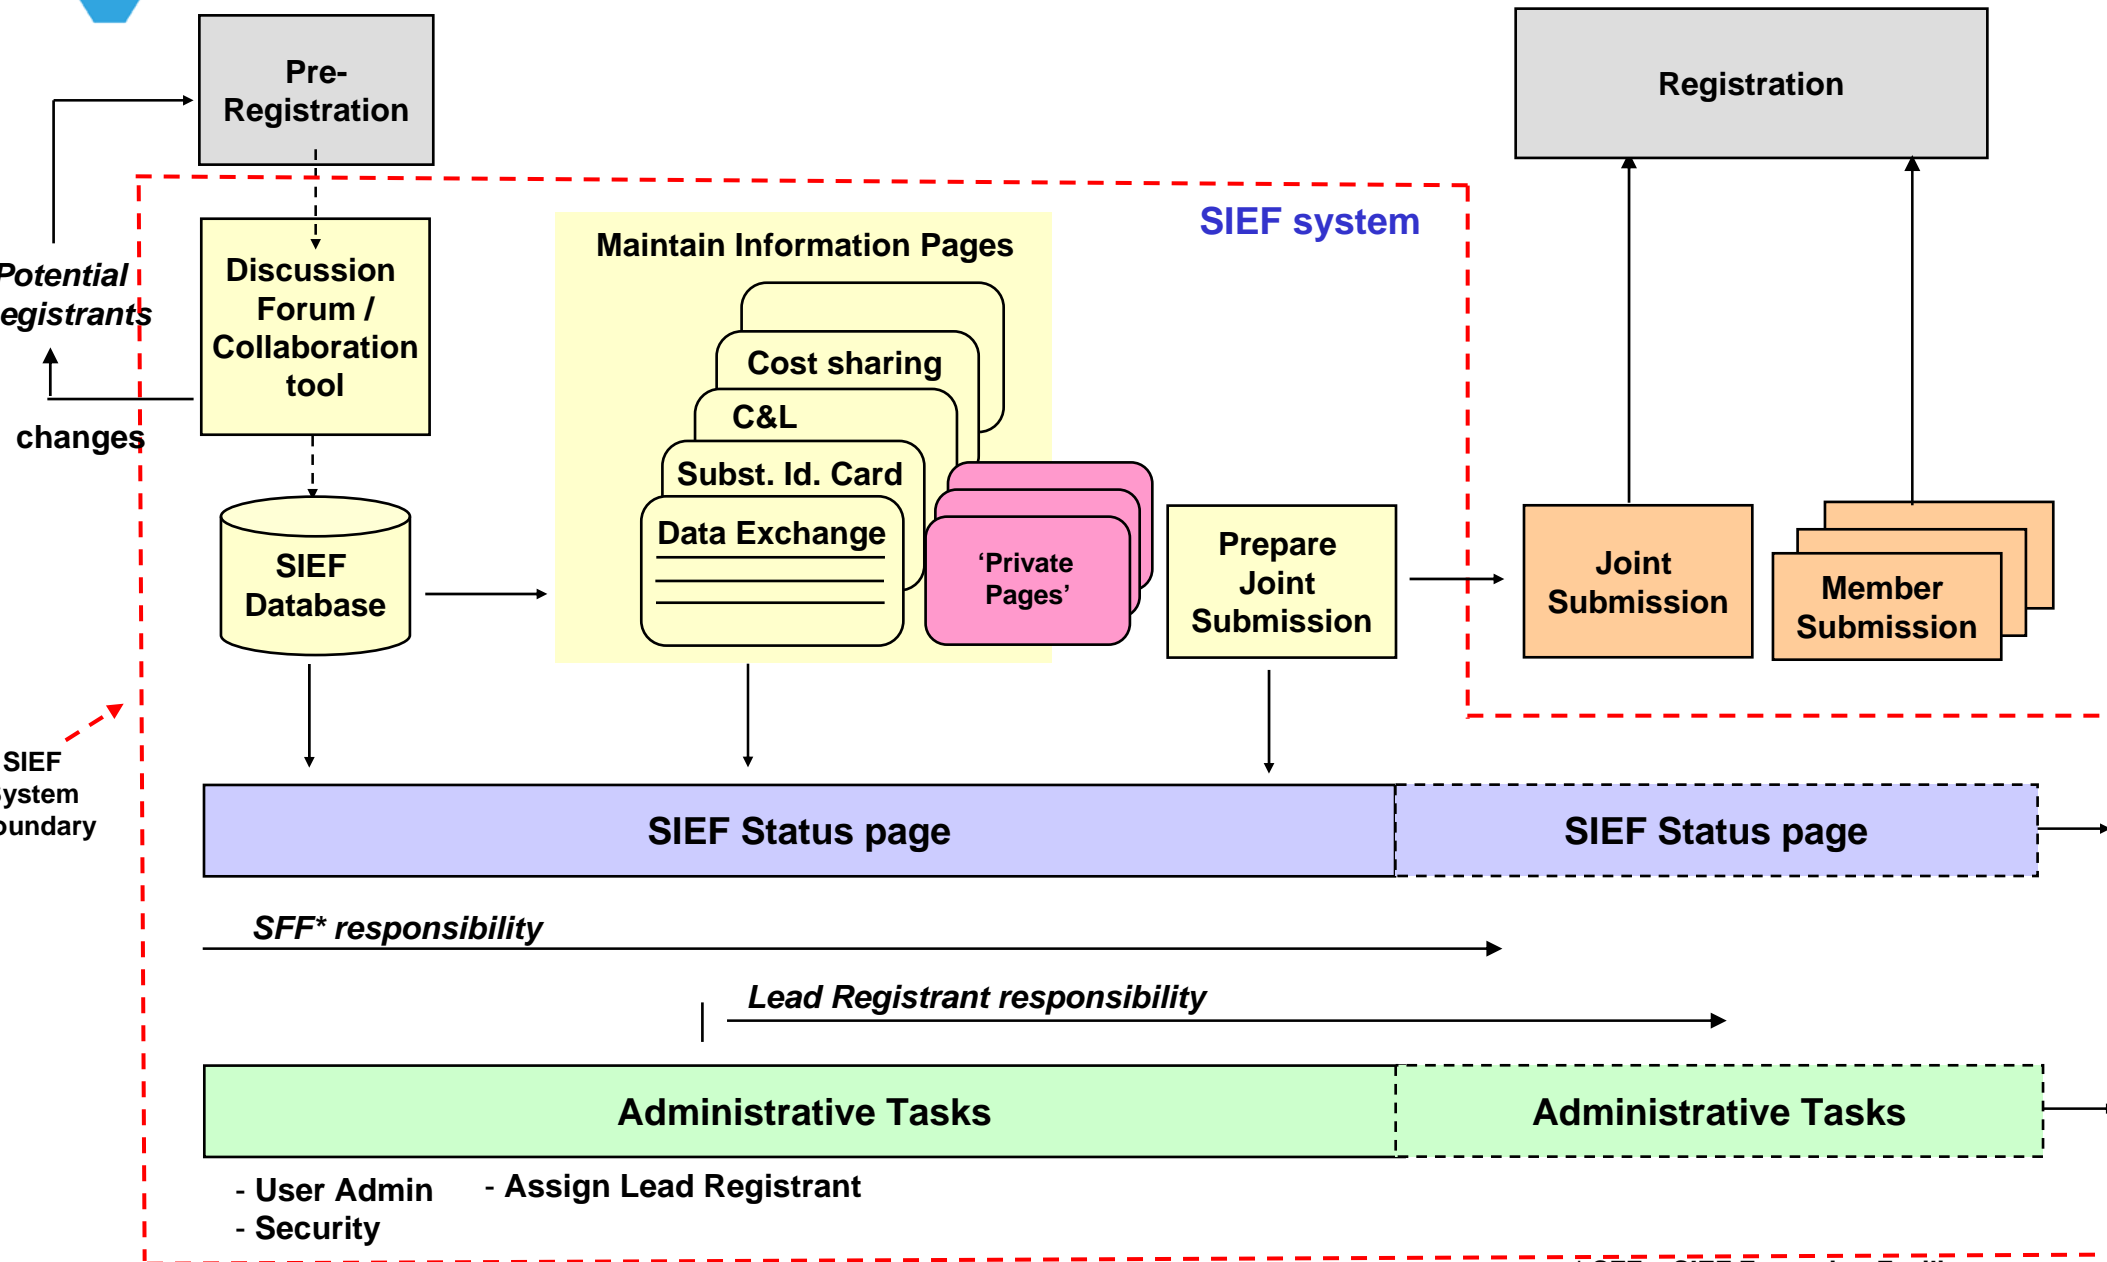 Pre-
Registration
Registration
SIEF system
Discussion
Forum /
Collaboration
tool
Maintain Information Pages
Potential
egistrants
changes
Cost sharing
C&L
Subst. Id. Card
Data Exchange
‘Private
Pages’
SIEF
Database
Prepare
Joint
Submission
Joint
Submission
Member
Submission
SIEF
ystem
oundary
SIEF Status page
SIEF Status page
SFF* responsibility
Lead Registrant responsibility
Administrative Tasks
Administrative Tasks
- User Admin
- Security
- Assign Lead Registrant